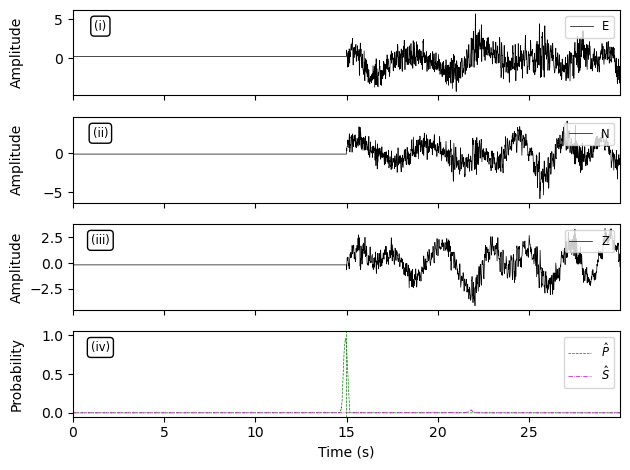 Amplitude
5
0
(i)
E
Amplitude
0
−5
(ii)
N
Amplitude
2.5
0.0
−2.5
(iii)
Z
Probability
1.0
0.5
0.0
(iv)
P̂
Ŝ
0 5 10 15 20 25
Time (s)